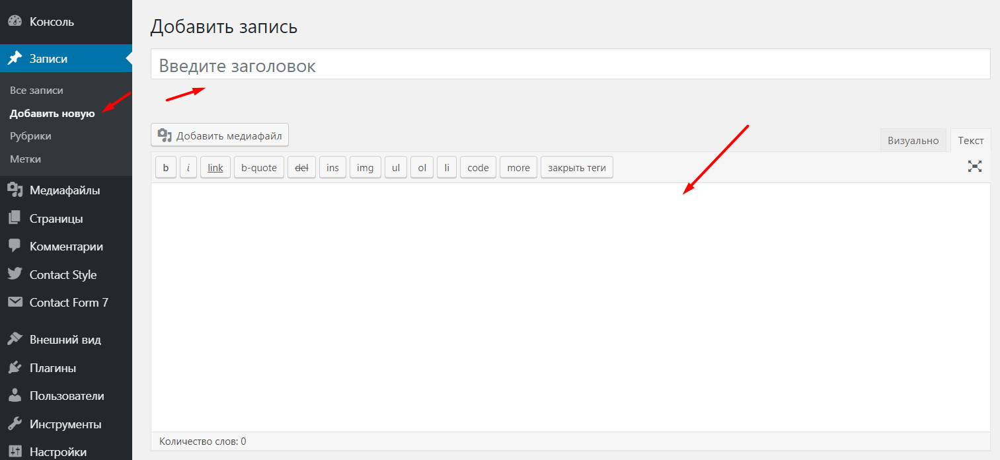 Консоль
Записи
Все записи
Добавить новую
Рубрики
Метки
Медиафайлы
Страницы
Комментарии
Contact Style
Contact Form 7
Внешний вид
Плагины
Пользователи
Инструменты
Настройки
Добавить запись
Введите заголовок
Добавить медиафайл
Визуально Текст
b i link b-quote del ins img ul ol li code more закрыть теги
Количество слов: 0